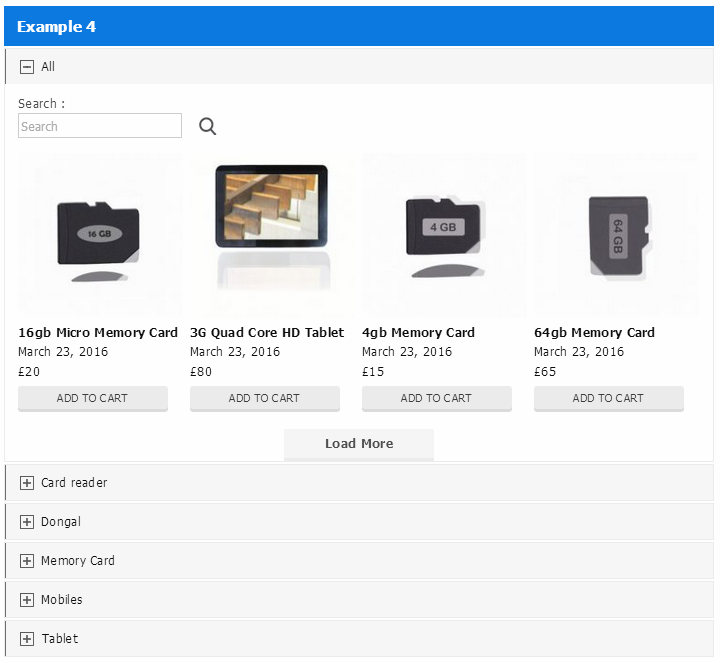 Example 4
All
Search :
Search
16 GB
4 GB
64 GB
16gb Micro Memory Card
March 23, 2016
£20
ADD TO CART
3G Quad Core HD Tablet
March 23, 2016
£80
ADD TO CART
4gb Memory Card
March 23, 2016
£15
ADD TO CART
64gb Memory Card
March 23, 2016
£65
ADD TO CART
Load More
Card reader
Dongal
Memory Card
Mobiles
Tablet